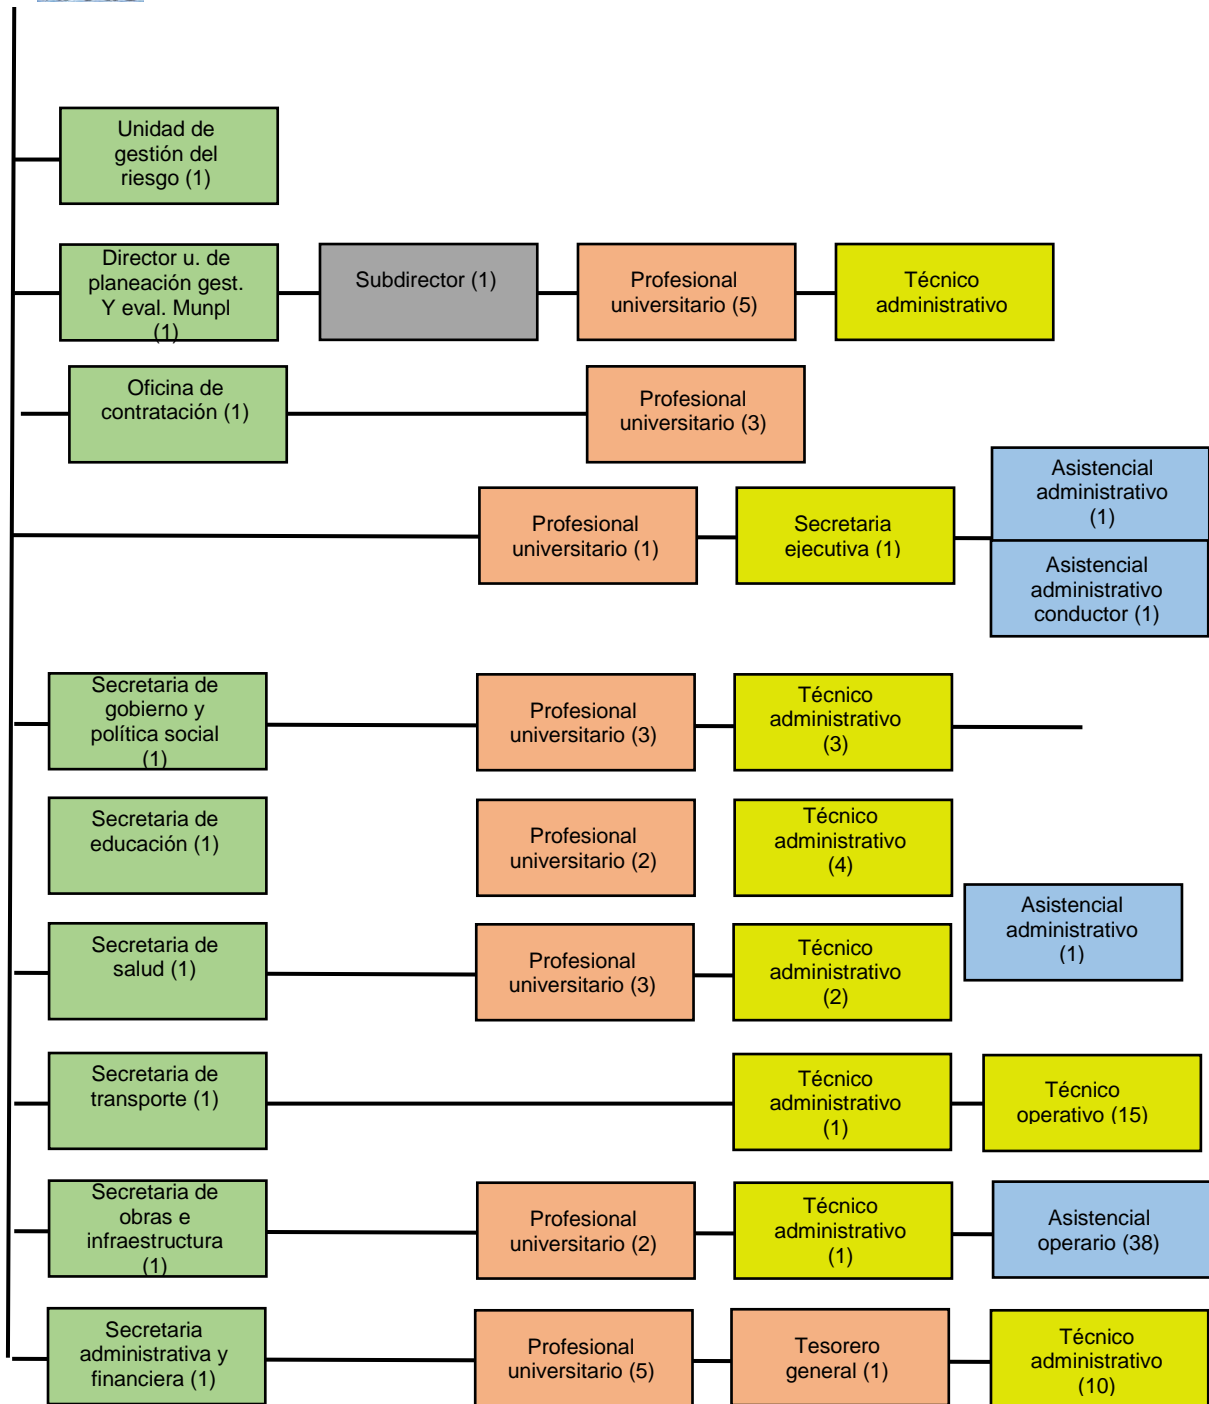 Unidad de
gestión del
riesgo (1)
Director u. de
planeación gest.
Y eval. Munpl
(1)
Subdirector (1)
Profesional
universitario (5)
Técnico
administrativo
Oficina de
contratación (1)
Profesional
universitario (3)
Profesional
universitario (1)
Secretaria
ejecutiva (1)
Asistencial
administrativo
(1)
Asistencial
administrativo
conductor (1)
Secretaria de
gobierno y
política social
(1)
Profesional
universitario (3)
Técnico
administrativo
(3)
Secretaria de
educación (1)
Profesional
universitario (2)
Técnico
administrativo
(4)
Asistencial
administrativo
(1)
Secretaria de
salud (1)
Profesional
universitario (3)
Técnico
administrativo
(2)
Secretaria de
transporte (1)
Técnico
administrativo
(1)
Técnico
operativo (15)
Secretaria de
obras e
infraestructura
(1)
Profesional
universitario (2)
Técnico
administrativo
(1)
Asistencial
operario (38)
Secretaria
administrativa y
financiera (1)
Profesional
universitario (5)
Tesorero
general (1)
Técnico
administrativo
(10)